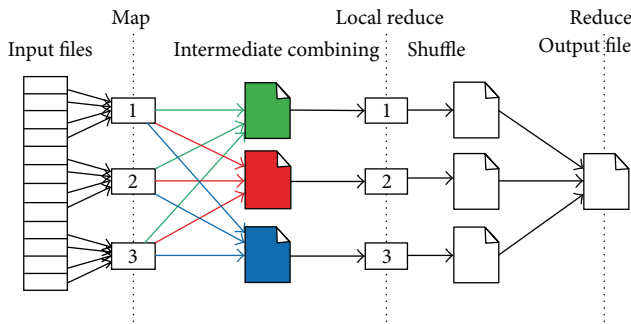 Map
Local reduce
Reduce
Input files
Intermediate combining
Shuffle
Output file
1
1
2
2
3
3